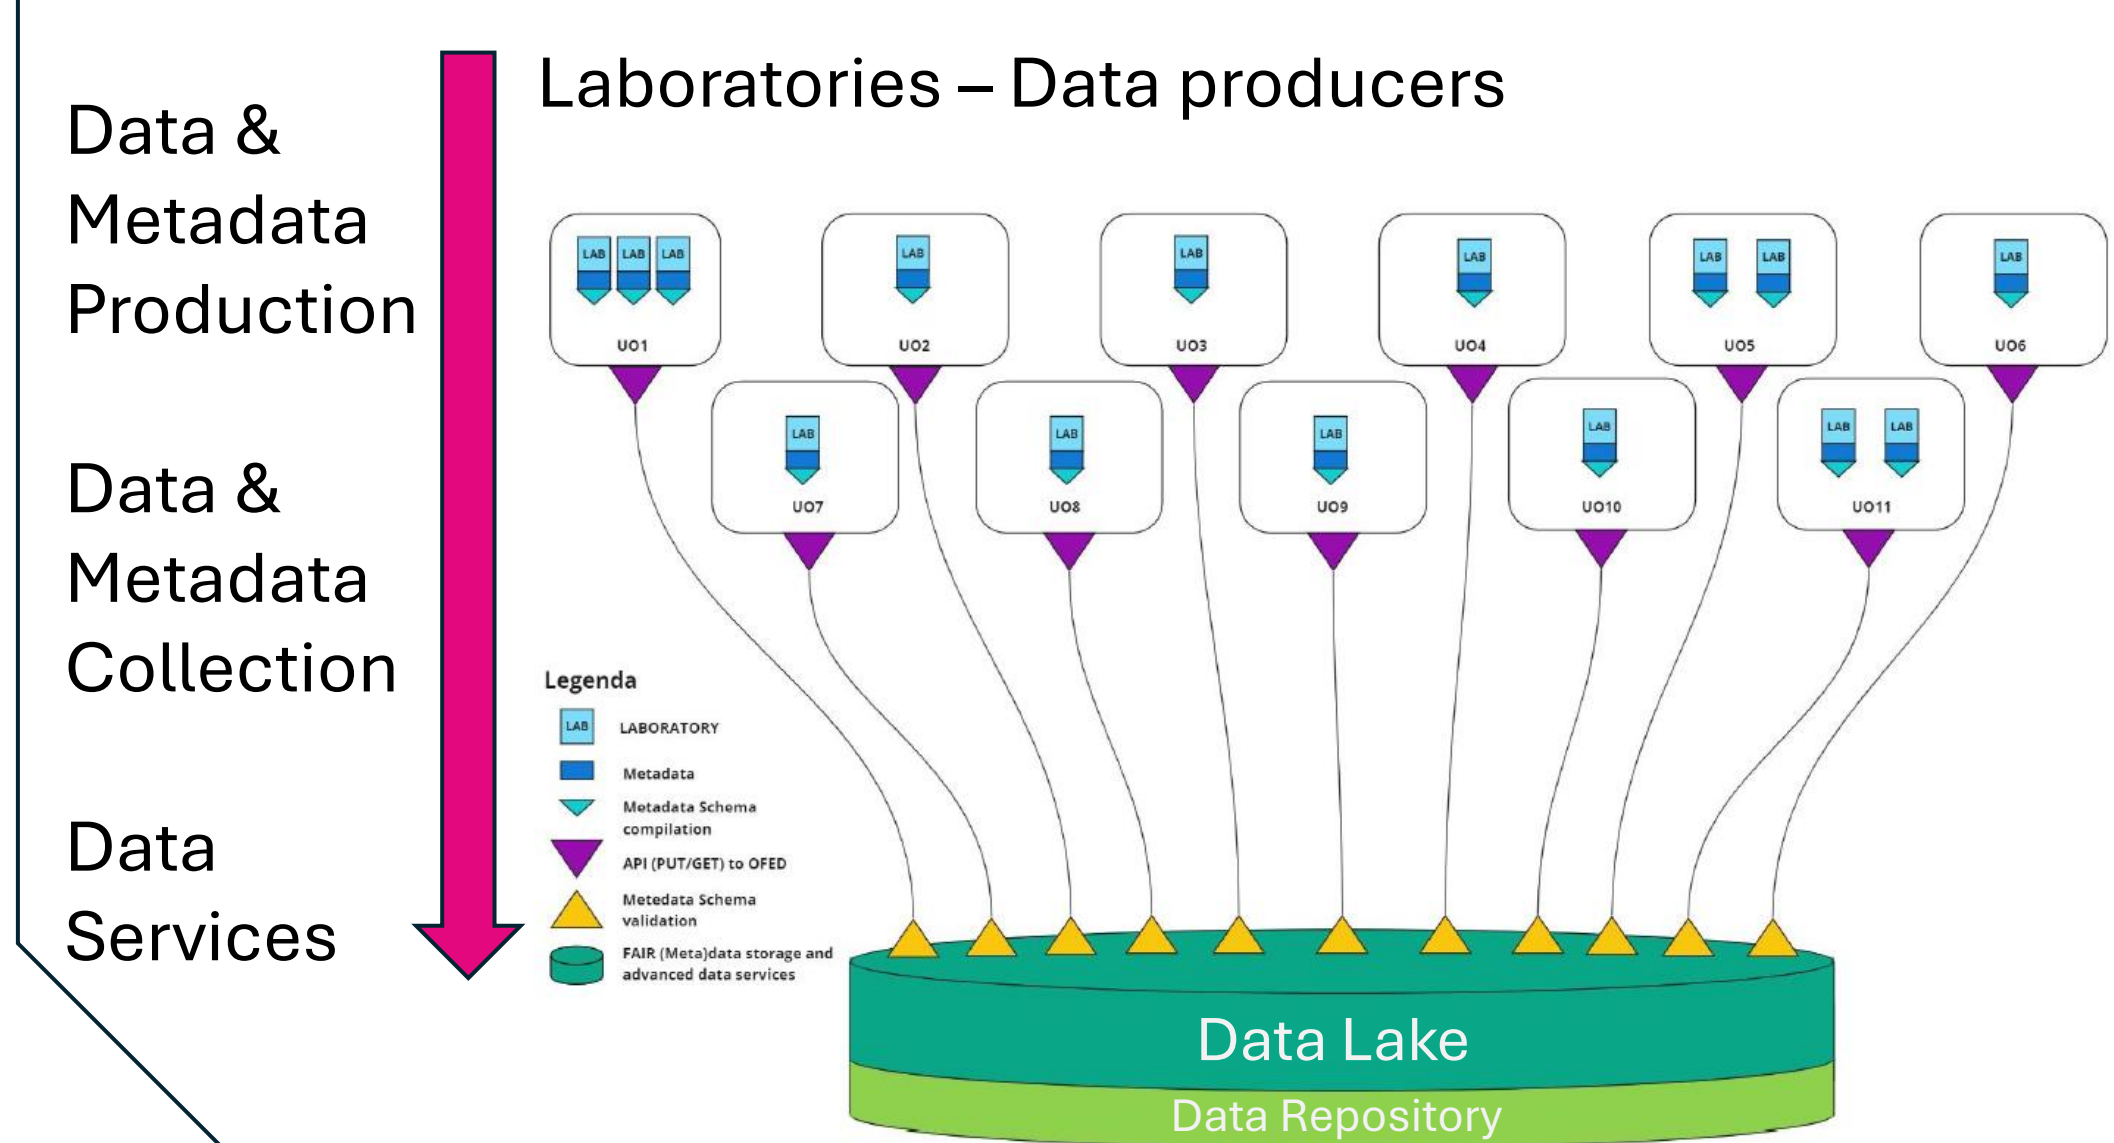 Laboratories – Data producers
Data &
Metadata
Production
Data &
Metadata
Collection
Data
Services
LAB LAB LAB
UO1
LAB
UO2
LAB
UO3
LAB
UO4
LAB LAB
UO5
LAB
UO6
LAB
UO7
LAB
UO8
LAB
UO9
LAB
UO10
LAB LAB
UO11
Legenda
LAB LABORATORY
Metadata
Metadata Schema
compilation
API (PUT/GET) to OFED
Metedata Schema
validation
FAIR (Meta)data storage and
advanced data services
Data Lake
Data Repository